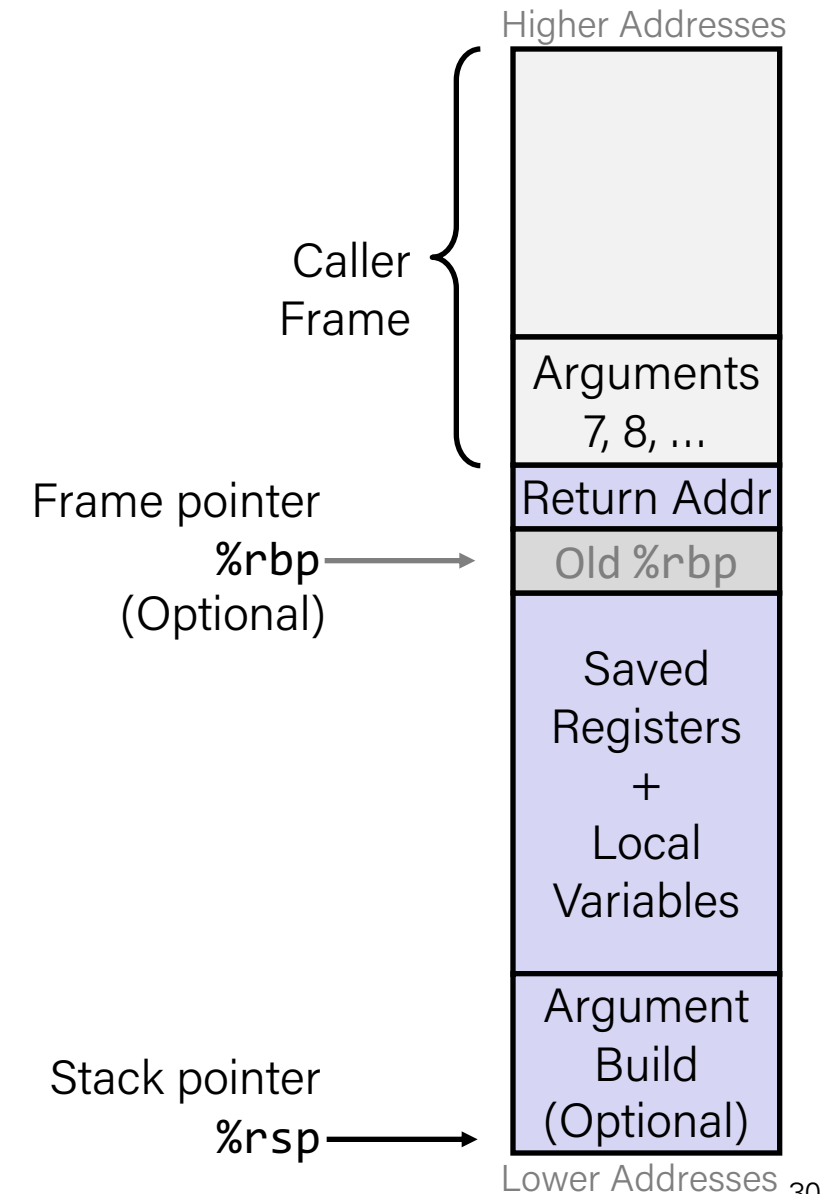 Higher Addresses
Caller
Frame
Arguments
7, 8, ...
Return Addr
Frame pointer
%rbp
(Optional)
Old %rbp
Saved
Registers
+
Local
Variables
Argument
Build
(Optional)
Stack pointer
%rsp
Lower Addresses
30